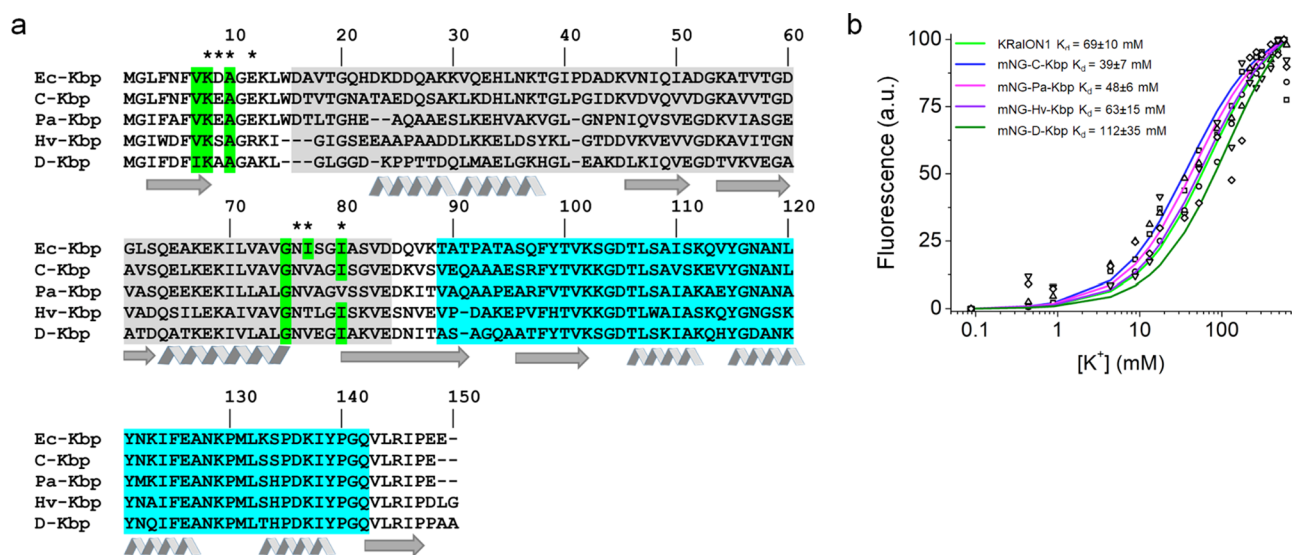 a
b
10 20 30 40 50 60
**** *
Ec-Kbp MGLFNFVKDAGEKLWDAVTGQHDKDDQAKKVQEHLNKTGIPDADKVNIQIADGKATVTGD
C-Kbp MGLFNFVKEAGEKLWDTVTGNATAEDQSAKLKDHLNKTGLPGIDKVDVQVVDGKAVVTGD
Pa-Kbp MGIFAFVKEAGEKLWDTLTGHE--AQAAESLKEHVAKVGL-GNPNIQVSVEGDKVIASGE
Hv-Kbp MGIWDFVKSAGRKI---GIGSEEAAPAADDLKKELDSYKL-GTDGLKVEVKGDKVVVTGD
D-Kbp MGIFDFIKAAGAKL---GLGGD-KPPTTDQLMAELGKHGL-EAKDLKIQVEGDTVKVEGA
70 80 90 100 110 120
** *
Ec-Kbp GLSQEAKEKILVAVGNISGIASVDDQVKTATPATASQFYTVKSGDTLSAISKQVYGNANL
C-Kbp AVSQELKEKILVAVGNVAGISGVEDKVSVEQAAAESRFYTVKKGDTLSAVSKEVYGNANL
Pa-Kbp VASQEEKEKILLALGNVAGVSAVEDKITVAQAAPEARFVTVKKGDTLSAIAKAEYGNANA
Hv-Kbp VADQSILEKAIVAVGNTLGISKVESNVEVP-DAKEPVFYTVKKGDTLWAIASKQYGNGSK
D-Kbp ATDQATKEKIVLALGNVEGIAKVEDNITAS-AGQAATFYTVKSGDTLSKIAKQHYGDANK
130 140 150
Ec-Kbp YNKIFEANKPMLKSPDKIYPGQVLRIPEE-
C-Kbp YNKIFEANKPMLSSPDKIYPGQVLRIPE--
Pa-Kbp YMKIFEANKPMLSHPDKIYPGQVLRIPE--
Hv-Kbp YNAIFEANKPMLSHPDKIYPGQVLRIPDLG
D-Kbp YNQIFEANKPMLTHPDKIYPGQVLRIPPAA
KRaION1 Kd = 69±10 mM
mNG-C-Kbp Kd = 39±7 mM
mNG-Pa-Kbp Kd = 48±6 mM
mNG-Hv-Kbp Kd = 63±15 mM
mNG-D-Kbp Kd = 112±35 mM
Fluorescence (a.u.)
100
75
50
25
0
0.1 1 10 100
[K+] (mM)